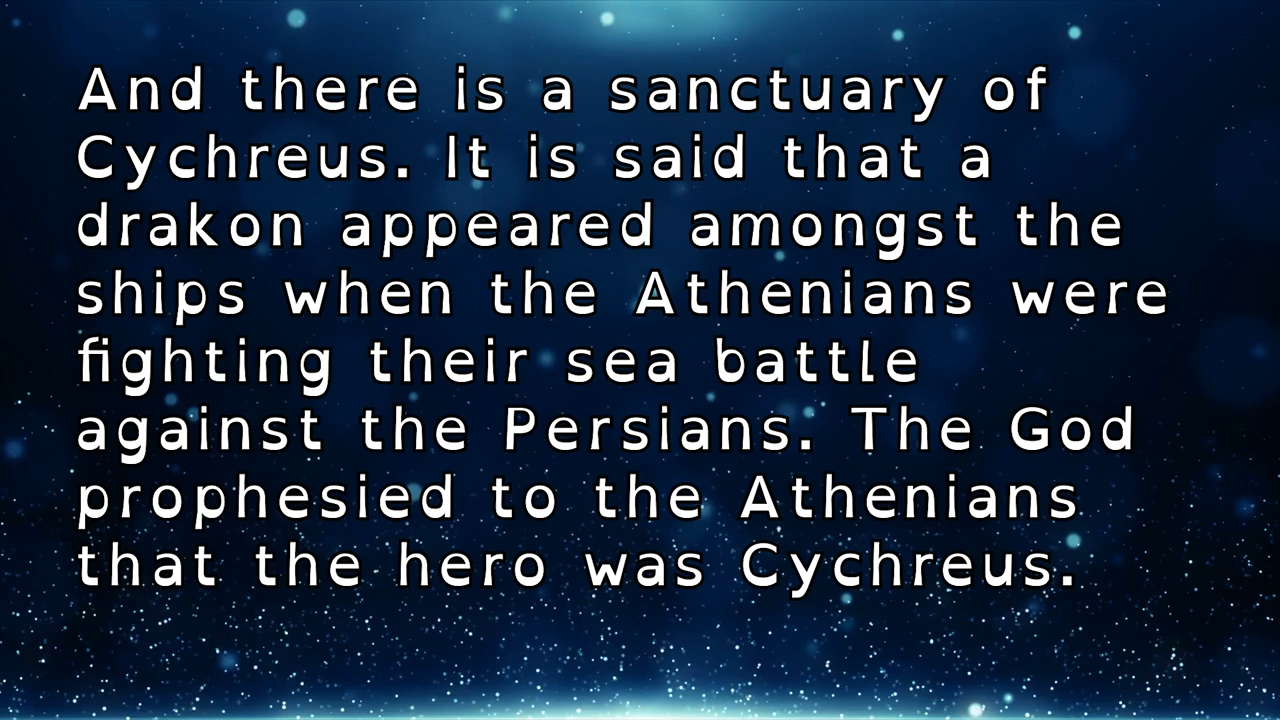 And there is a sanctuary of
Cychreus. It is said that a
drakon appeared amongst the
ships when the Athenians were
fighting their sea battle
against the Persians. The God
prophesied to the Athenians
that the hero was Cychreus.